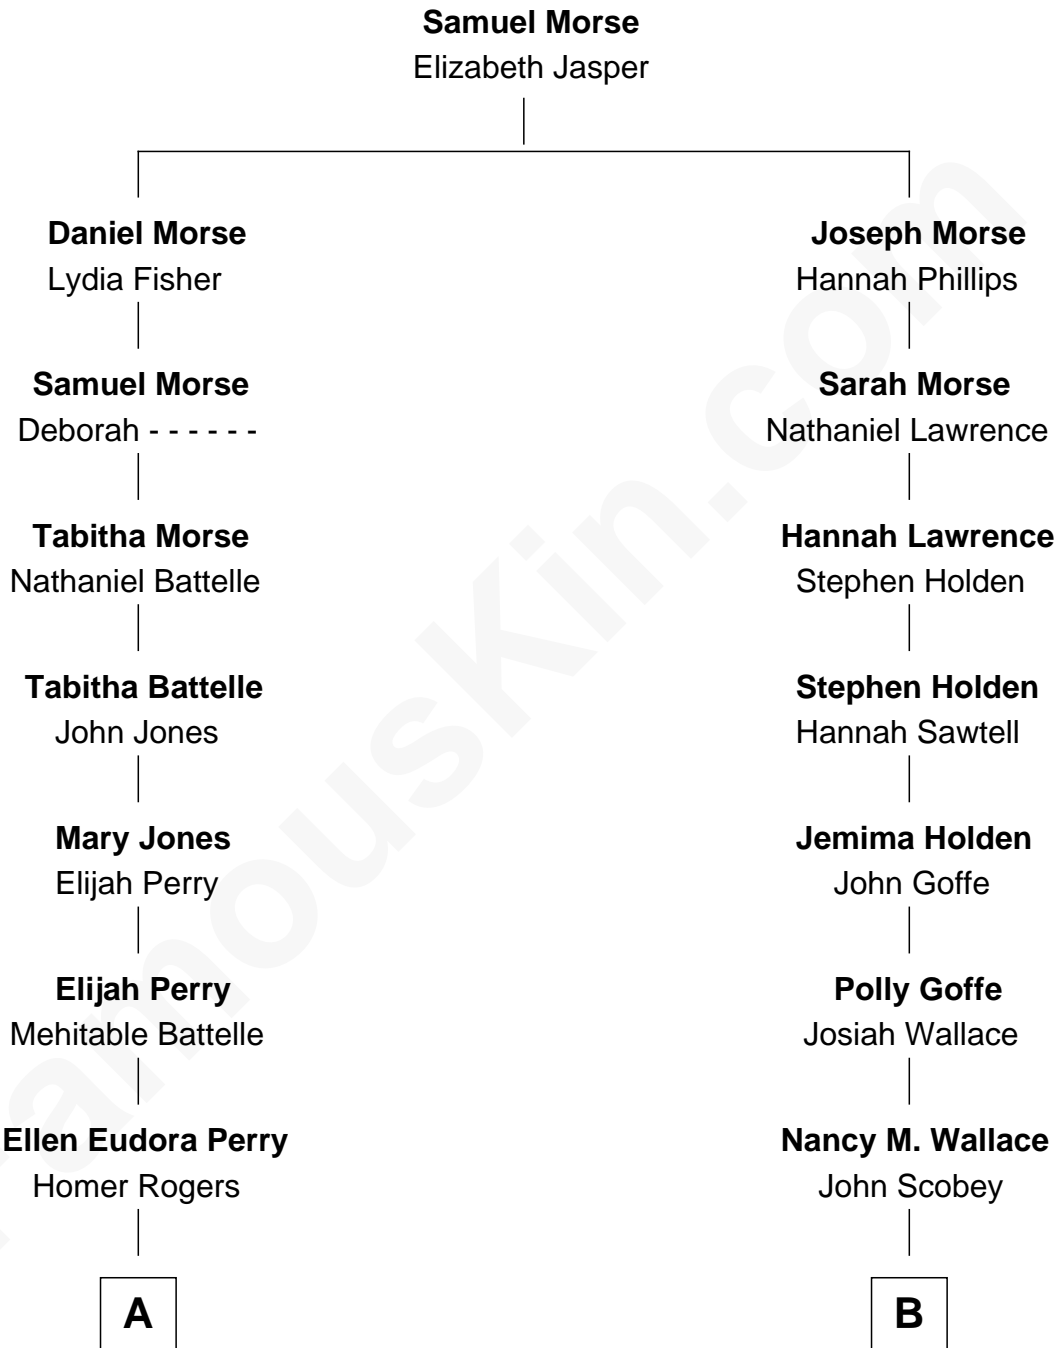 Samuel Morse
Elizabeth Jasper
Daniel Morse
Lydia Fisher
Joseph Morse
Hannah Phillips
Samuel Morse
Deborah - - - - - -
Sarah Morse
Nathaniel Lawrence
Tabitha Morse
Nathaniel Battelle
Hannah Lawrence
Stephen Holden
Tabitha Battelle
John Jones
Stephen Holden
Hannah Sawtell
Mary Jones
Elijah Perry
Jemima Holden
John Goffe
Elijah Perry
Mehitable Battelle
Polly Goffe
Josiah Wallace
Ellen Eudora Perry
Homer Rogers
Nancy M. Wallace
John Scobey
A
B
FamousKin.com